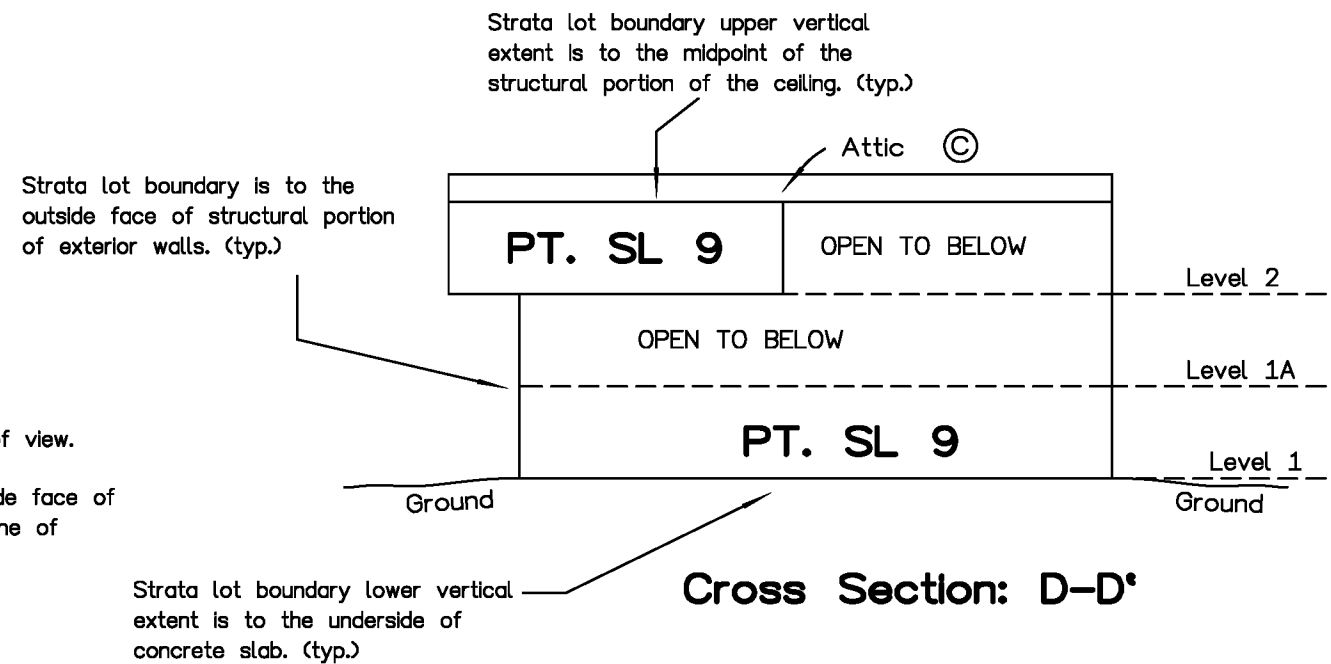 Strata lot boundary upper vertical
extent is to the midpoint of the
structural portion of the ceiling. (typ.)
Attic Ⓒ
Strata lot boundary is to the
outside face of structural portion
of exterior walls. (typ.)
PT. SL 9
OPEN TO BELOW
Level 2
OPEN TO BELOW
Level 1A
of view.
PT. SL 9
Level 1
de face of
ne of
Ground
Ground
Strata lot boundary lower vertical
extent is to the underside of
concrete slab. (typ.)
Cross Section: D-D'